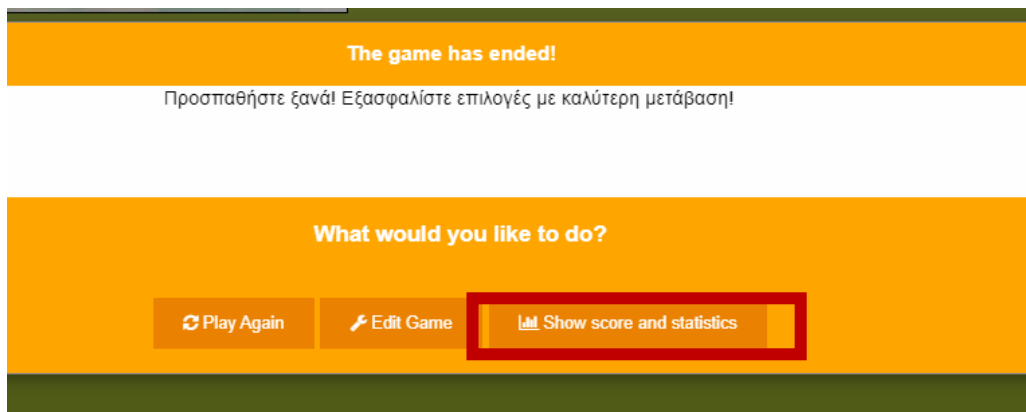 The game has ended!
Προσπαθήστε ξανά! Εξασφαλίστε επιλογές με καλύτερη μετάβαση!
What would you like to do?
Play Again Edit Game Show score and statistics